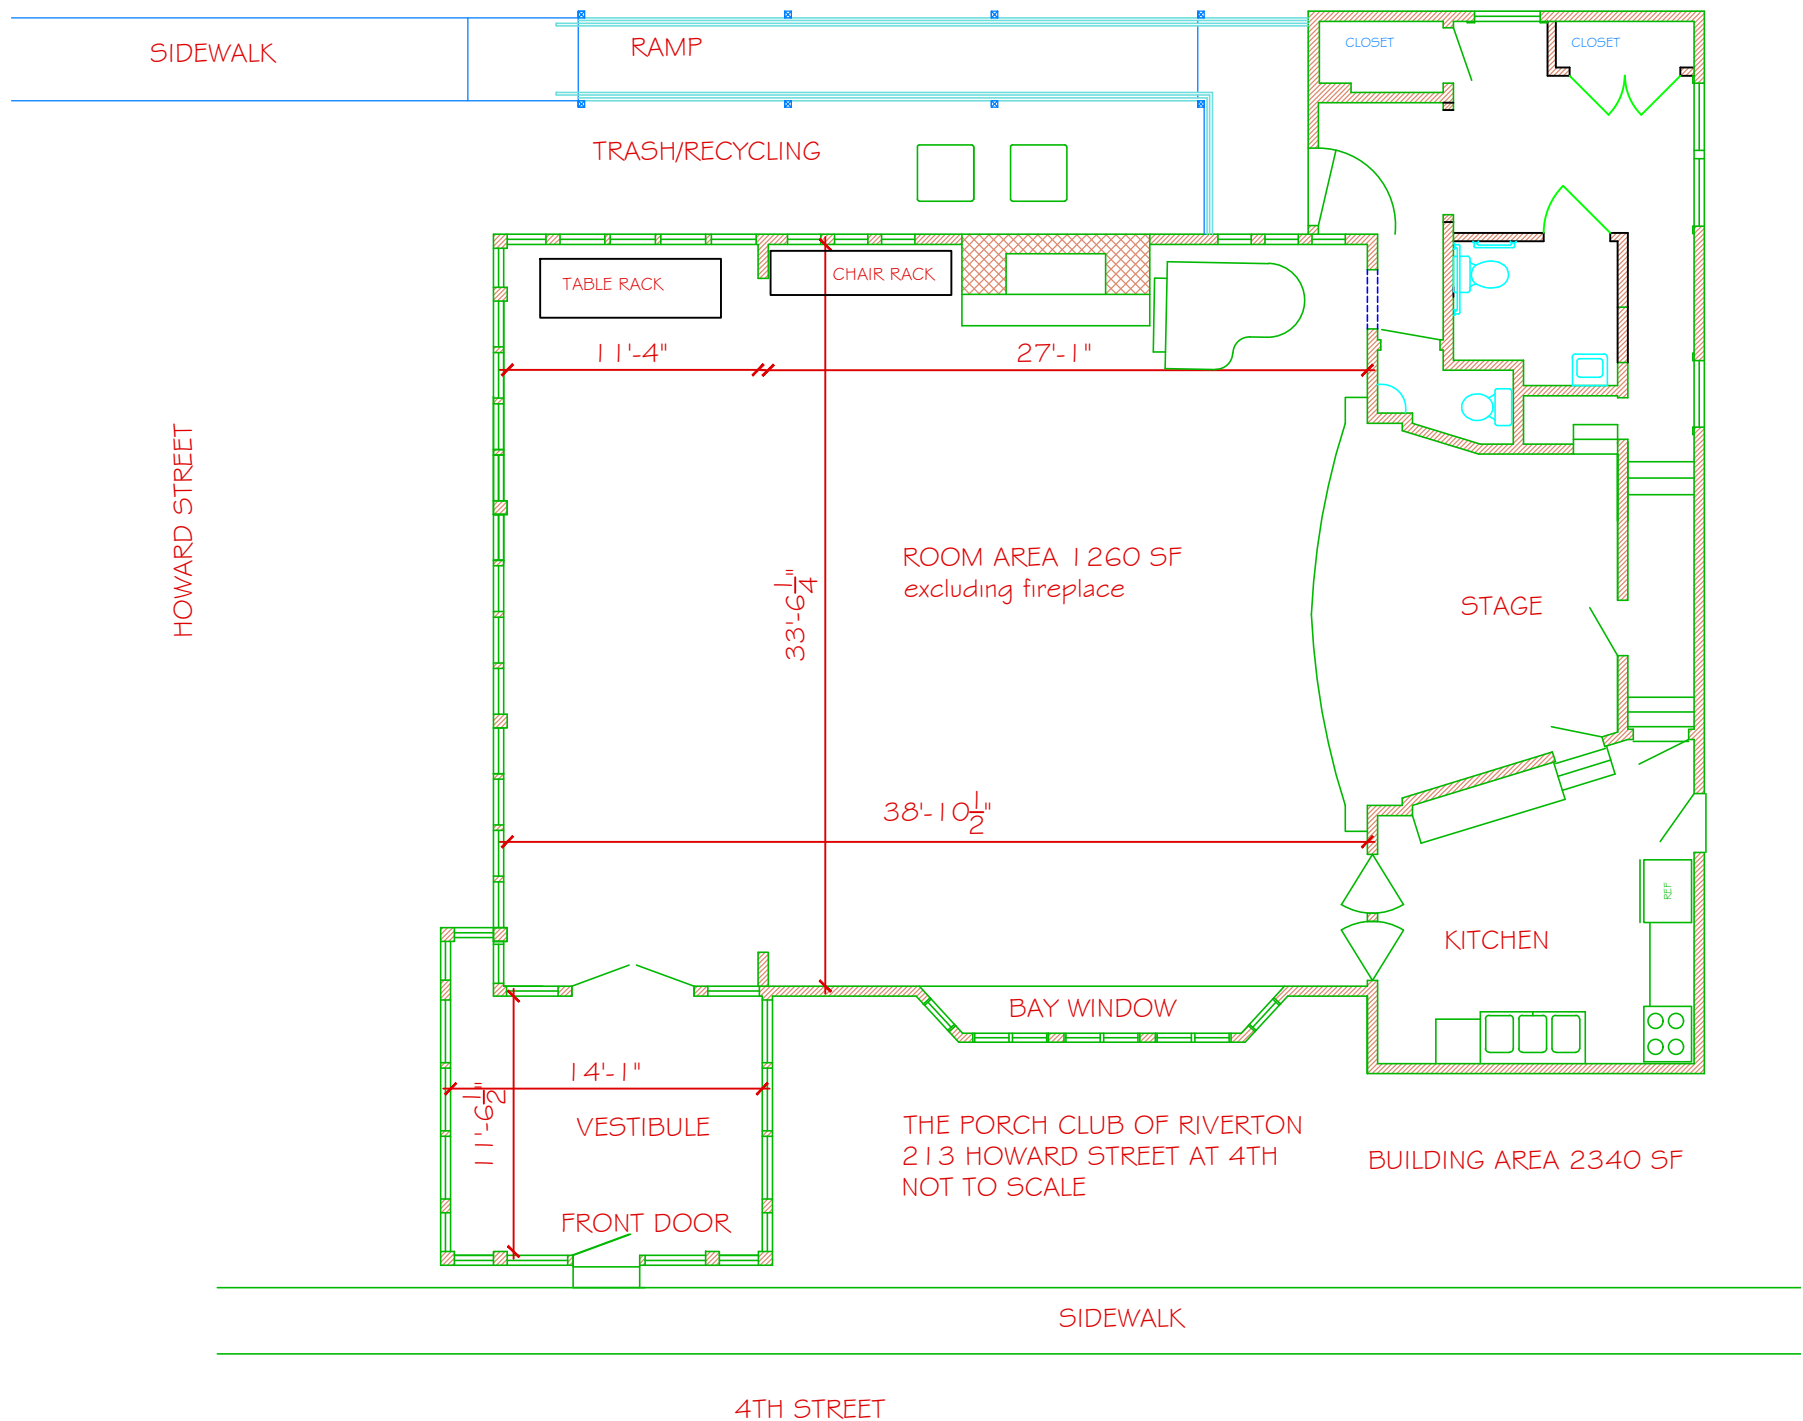 SIDEWALK
RAMP
CLOSET
CLOSET
TRASH/RECYCLING
TABLE RACK
CHAIR RACK
11'-4"
27'-1"
HOWARD STREET
ROOM AREA 1260 SF
excluding fireplace
33'-6 1/4"
STAGE
38'-10 1/2"
REF
KITCHEN
BAY WINDOW
14'-1"
11'-6 1/2"
VESTIBULE
THE PORCH CLUB OF RIVERTON
213 HOWARD STREET AT 4TH
NOT TO SCALE
BUILDING AREA 2340 SF
FRONT DOOR
SIDEWALK
4TH STREET